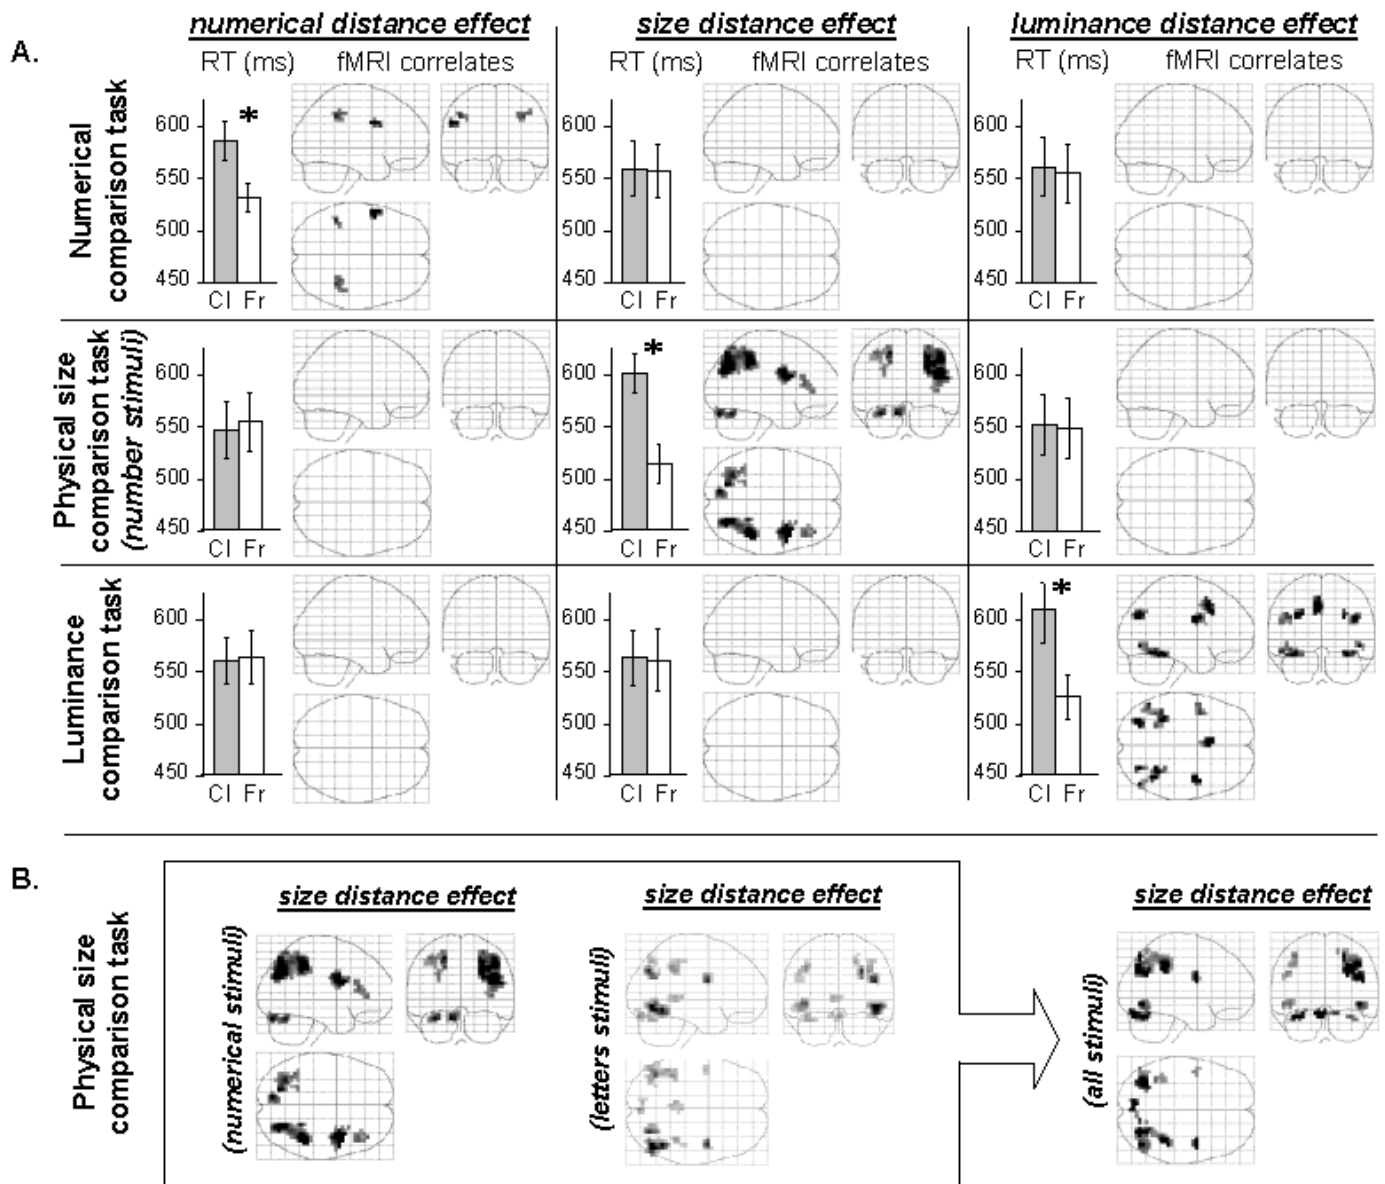 numerical distance effect
size distance effect
luminance distance effect
A.
RT (ms) fMRI correlates
RT (ms) fMRI correlates
RT (ms) fMRI correlates
Numerical
comparison task
600
*
550
500
450
Cl Fr
600
550
500
450
Cl Fr
600
550
500
450
Cl Fr
Physical size
comparison task
(number stimuli)
600
550
500
450
Cl Fr
600
*
550
500
450
Cl Fr
600
550
500
450
Cl Fr
Luminance
comparison task
600
550
500
450
Cl Fr
600
550
500
450
Cl Fr
600
*
550
500
450
Cl Fr
B.
Physical size
comparison task
size distance effect
(numerical stimuli)
size distance effect
(letters stimuli)
size distance effect
(all stimuli)